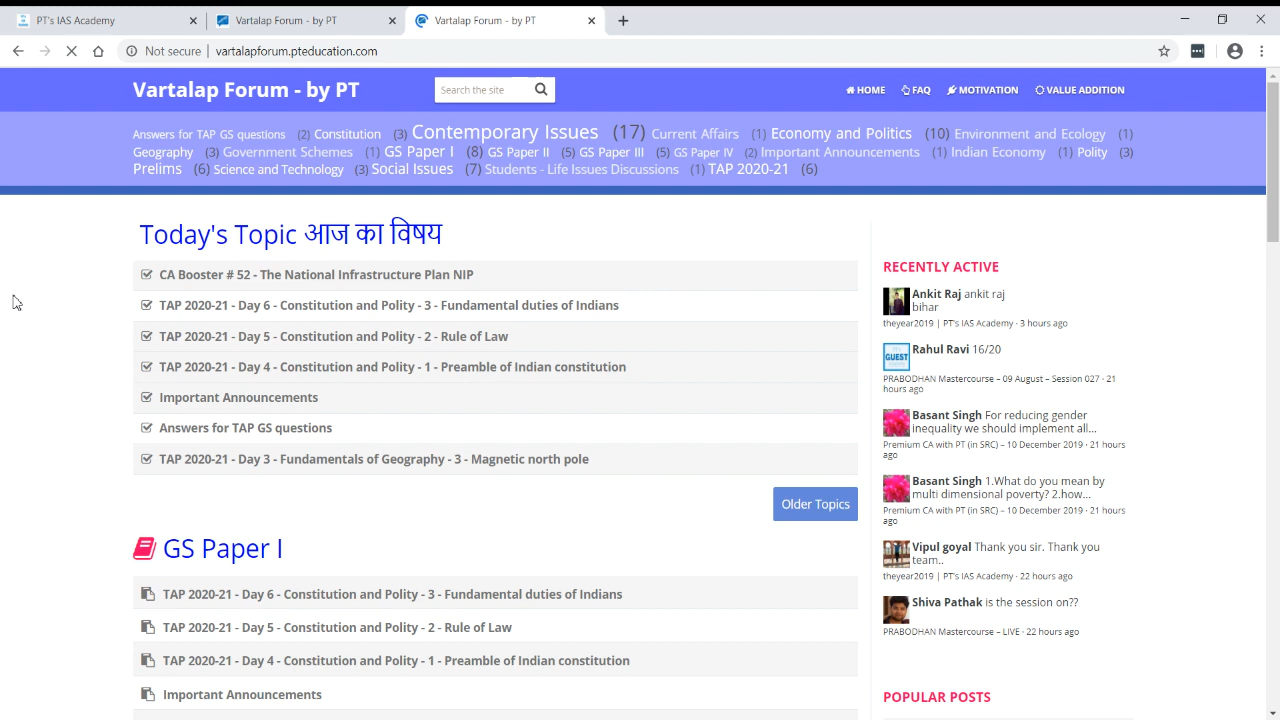 PT's IAS Academy
Vartalap Forum - by PT
Vartalap Forum - by PT
Not secure | vartalapforum.pteducation.com
Vartalap Forum - by PT
Search the site
HOME FAQ MOTIVATION VALUE ADDITION
Answers for TAP GS questions (2) Constitution (3) Contemporary Issues (17) Current Affairs (1) Economy and Politics (10) Environment and Ecology (1)
Geography (3) Government Schemes (1) GS Paper I (8) GS Paper II (5) GS Paper III (5) GS Paper IV (2) Important Announcements (1) Indian Economy (1) Polity (3)
Prelims (6) Science and Technology (3) Social Issues (7) Students - Life Issues Discussions (1) TAP 2020-21 (6)
Today's Topic आज का विषय
CA Booster # 52 - The National Infrastructure Plan NIP
TAP 2020-21 - Day 6 - Constitution and Polity - 3 - Fundamental duties of Indians
TAP 2020-21 - Day 5 - Constitution and Polity - 2 - Rule of Law
TAP 2020-21 - Day 4 - Constitution and Polity - 1 - Preamble of Indian constitution
Important Announcements
Answers for TAP GS questions
TAP 2020-21 - Day 3 - Fundamentals of Geography - 3 - Magnetic north pole
Older Topics
GS Paper I
TAP 2020-21 - Day 6 - Constitution and Polity - 3 - Fundamental duties of Indians
TAP 2020-21 - Day 5 - Constitution and Polity - 2 - Rule of Law
TAP 2020-21 - Day 4 - Constitution and Polity - 1 - Preamble of Indian constitution
Important Announcements
RECENTLY ACTIVE
Ankit Raj ankit raj
bihar
theyear2019 | PT's IAS Academy · 3 hours ago
GUEST
Rahul Ravi 16/20
PRABODHAN Mastercourse – 09 August – Session 027 · 21
hours ago
Basant Singh For reducing gender
inequality we should implement all...
Premium CA with PT (in SRC) – 10 December 2019 · 21 hours
ago
Basant Singh 1.What do you mean by
multi dimensional poverty? 2.how...
Premium CA with PT (in SRC) – 10 December 2019 · 21 hours
ago
Vipul goyal Thank you sir. Thank you
team..
theyear2019 | PT's IAS Academy · 22 hours ago
Shiva Pathak is the session on??
PRABODHAN Mastercourse – LIVE · 22 hours ago
POPULAR POSTS